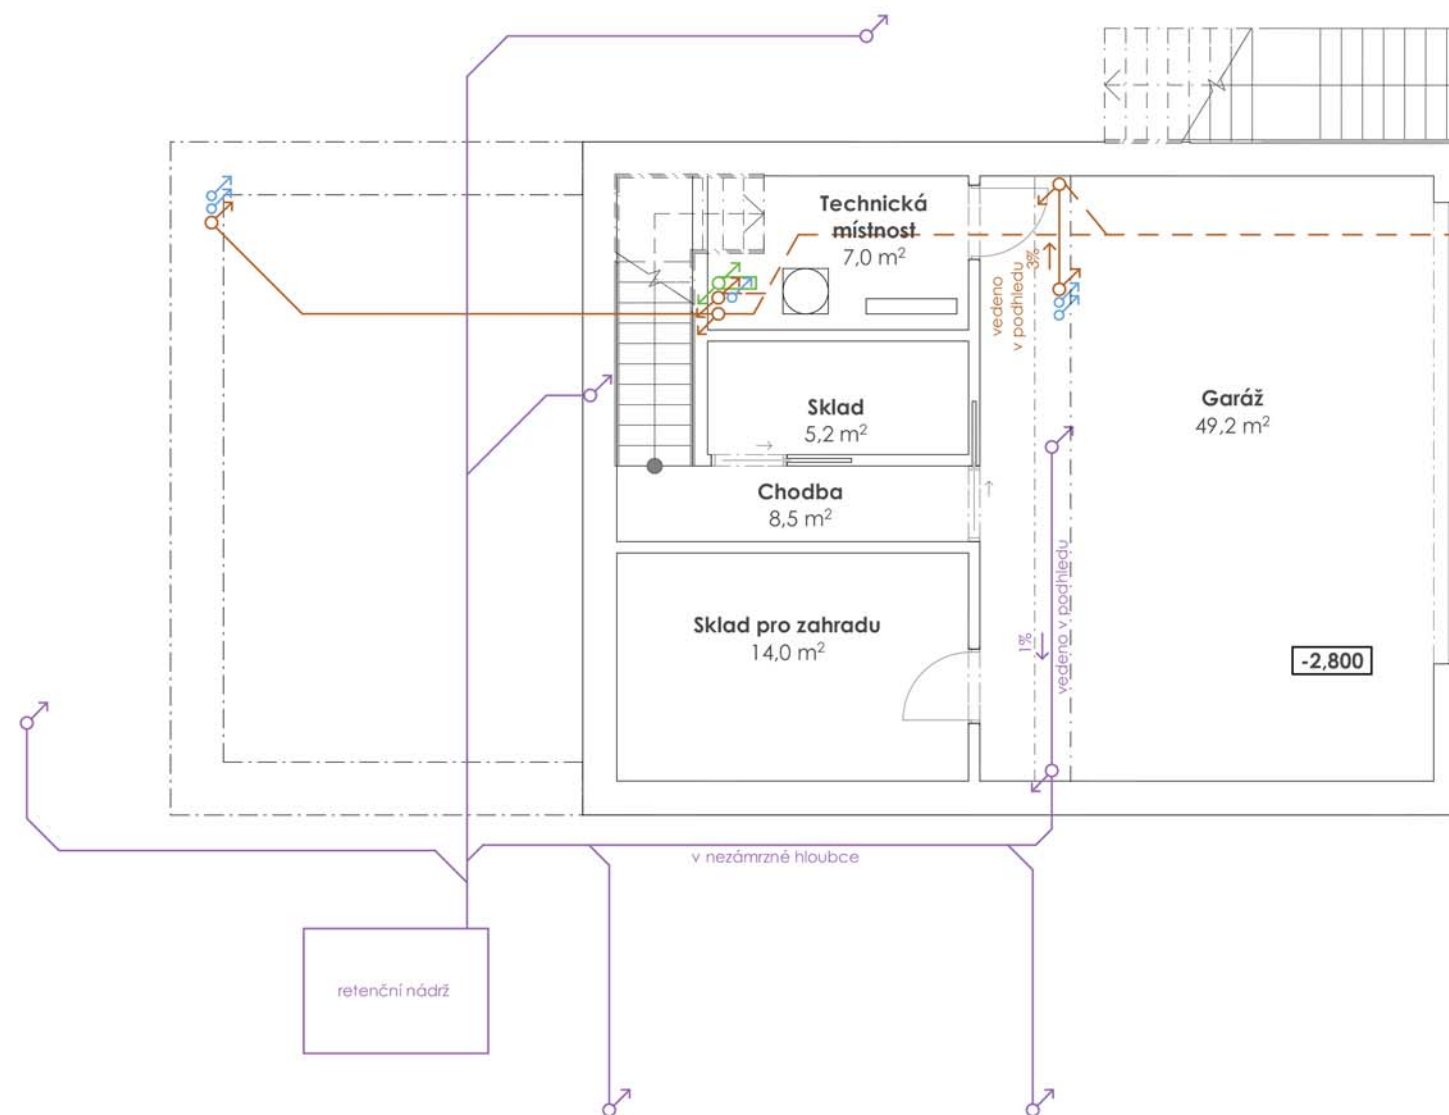 Technická
místnost
7,0 m²
3%
vedeno
v podhledu
Sklad
5,2 m²
Garáž
49,2 m²
Chodba
8,5 m²
Sklad pro zahradu
14,0 m²
1%
vedeno v podhledu
-2,800
v nezámrzné hloubce
retenční nádrž